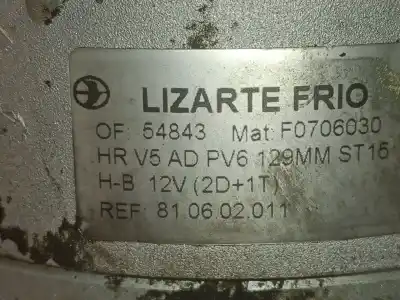 LIZARTE FRIO
OF: 54843 Mat: F0706030
HR V5 AD PV6 129MM ST15
H-B 12V (2D+1T)
REF: 81.06.02.011